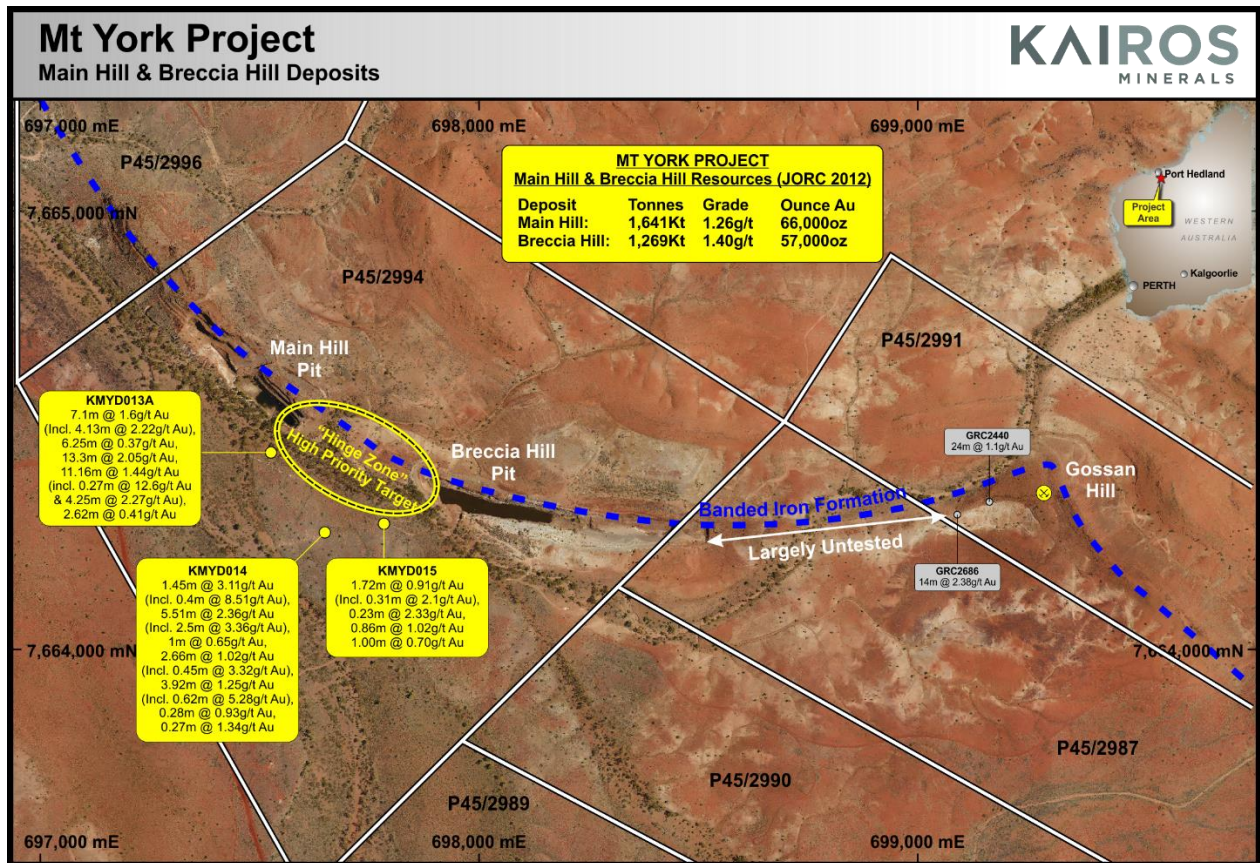 Mt York Project
Main Hill & Breccia Hill Deposits
KAIROS
MINERALS
697,000 mE
698,000 mE
699,000 mE
P45/2996
7,665,000 mN
MT YORK PROJECT
Main Hill & Breccia Hill Resources (JORC 2012)
Deposit Tonnes Grade Ounce Au
Main Hill: 1,641Kt 1.26g/t 66,000oz
Breccia Hill: 1,269Kt 1.40g/t 57,000oz
Port Hedland
Project
Area
WESTERN
AUSTRALIA
Kalgoorlie
PERTH
P45/2994
P45/2991
Main Hill
Pit
"Hinge Zone"
High Priority Target
Breccia Hill
Pit
KMYD013A
7.1m @ 1.6g/t Au
(Incl. 4.13m @ 2.22g/t Au),
6.25m @ 0.37g/t Au,
13.3m @ 2.05g/t Au,
11.16m @ 1.44g/t Au
(incl. 0.27m @ 12.6g/t Au
& 4.25m @ 2.27g/t Au),
2.62m @ 0.41g/t Au
GRC2440
24m @ 1.1g/t Au
Gossan
Hill
Banded Iron Formation
Largely Untested
GRC2686
14m @ 2.38g/t Au
KMYD014
1.45m @ 3.11g/t Au
(Incl. 0.4m @ 8.51g/t Au),
5.51m @ 2.36g/t Au
(Incl. 2.5m @ 3.36g/t Au),
1m @ 0.65g/t Au,
2.66m @ 1.02g/t Au
(Incl. 0.45m @ 3.32g/t Au)
3.92m @ 1.25g/t Au
(Incl. 0.62m @ 5.28g/t Au),
0.28m @ 0.93g/t Au,
0.27m @ 1.34g/t Au
KMYD015
1.72m @ 0.91g/t Au
(Incl. 0.31m @ 2.1g/t Au),
0.23m @ 2.33g/t Au,
0.86m @ 1.02g/t Au
1.00m @ 0.70g/t Au
7,664,000 mN
7,664,000 mN
P45/2987
P45/2990
P45/2989
697,000 mE
698,000 mE
699,000 mE